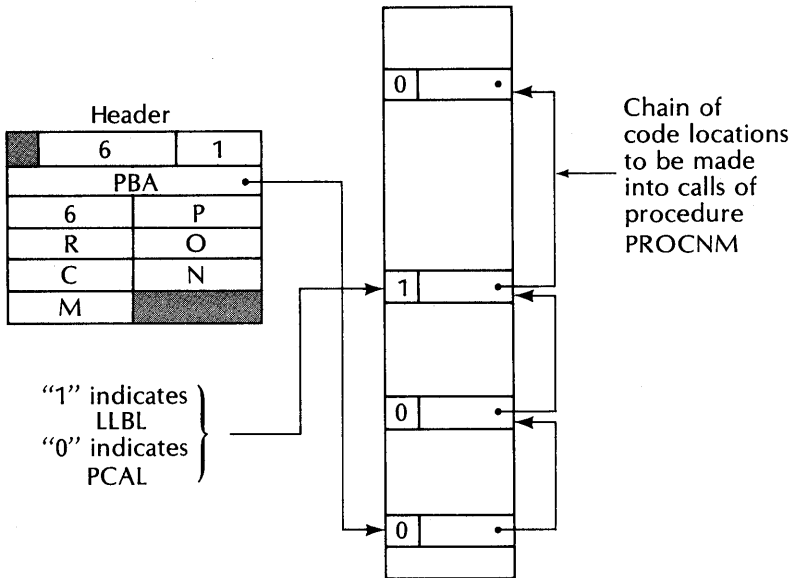 Header
6 1
PBA
6 P
R O
C N
M
"1" indicates
LLBL
"0" indicates
PCAL
0
1
0
0
Chain of
code locations
to be made
into calls of
procedure
PROCNM